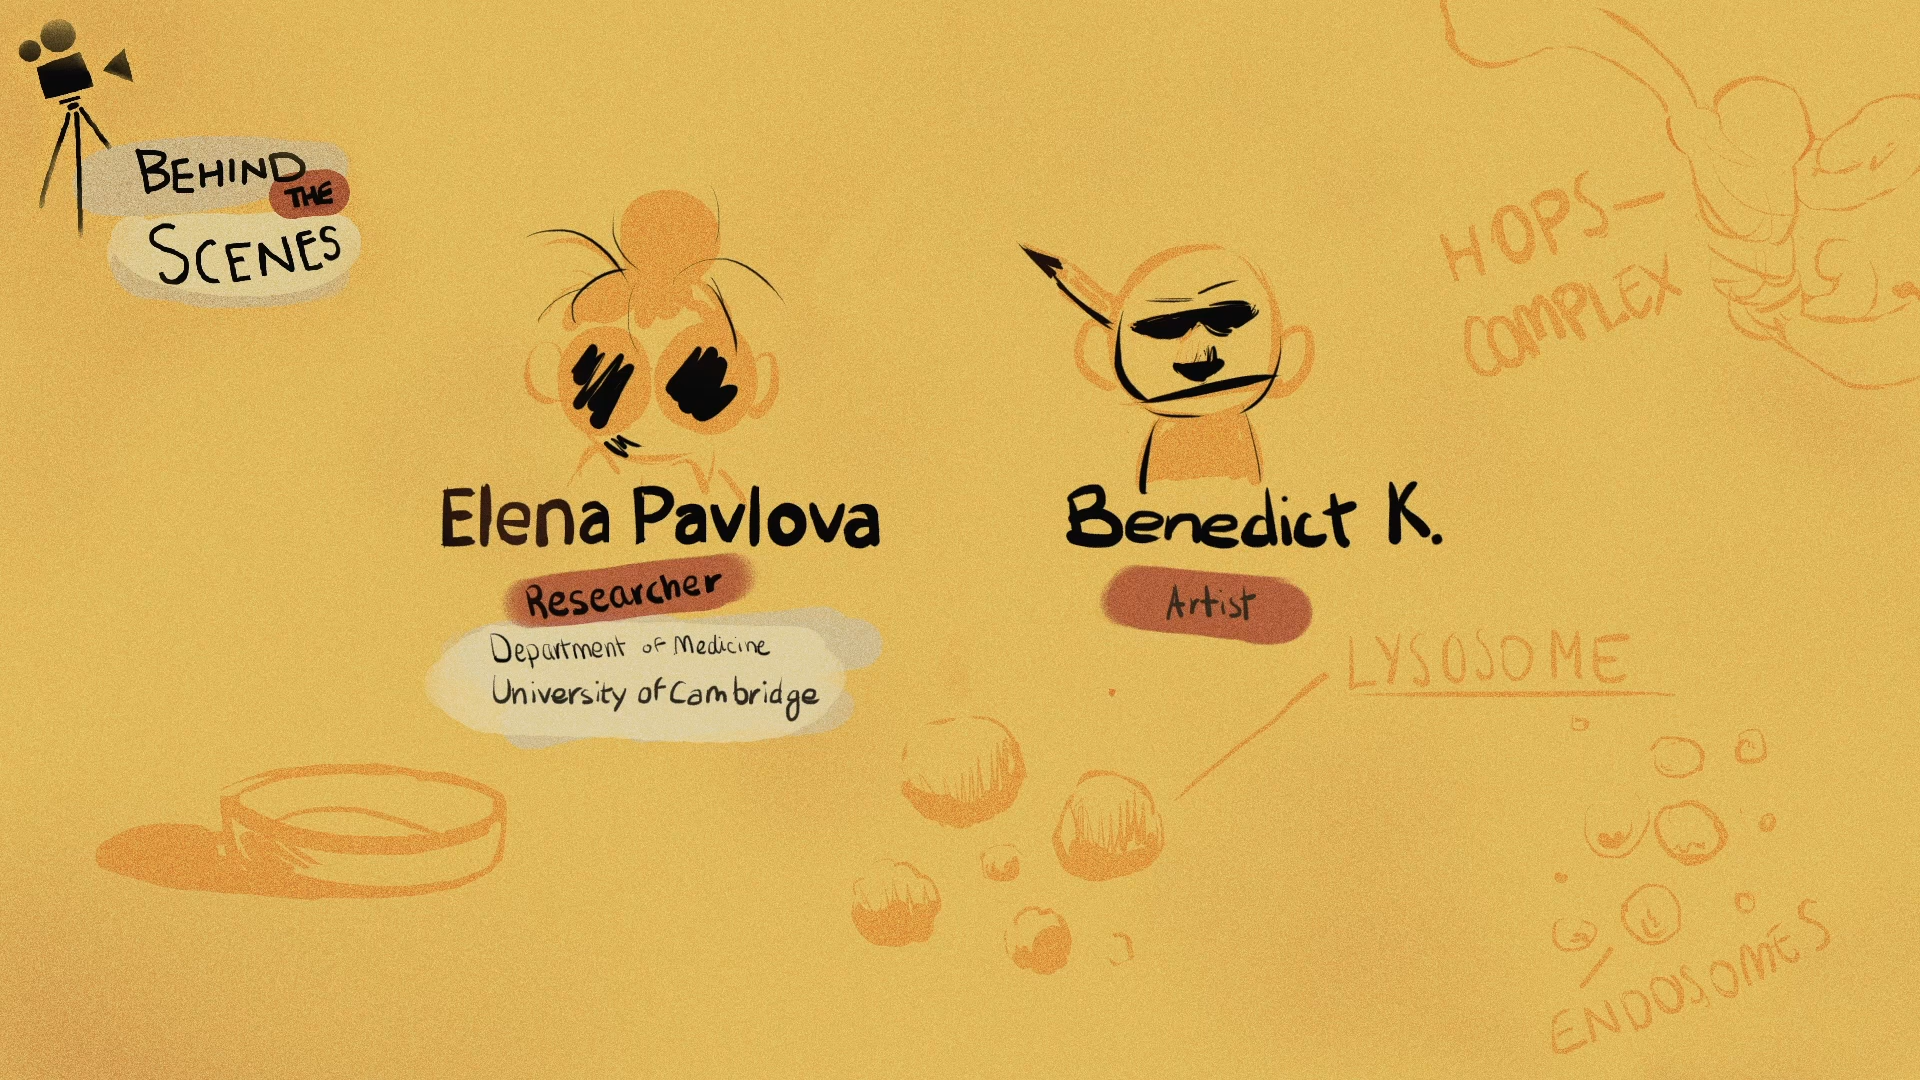 BEHIND
THE
SCENES
HOPS-
COMPLEX
Elena Pavlova
Researcher
Department of Medicine
University of Cambridge
Benedict K.
Artist
LYSOSOME
ENDOSOMES